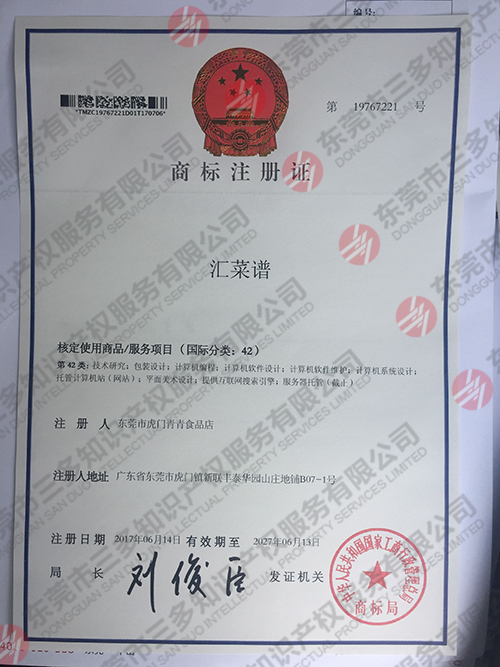 编号:
*TMZC19767221D01T170706*
第 19767221 号
商标注册证
汇菜谱
核定使用商品/服务项目（国际分类：42）
第42类：技术研究；包装设计；计算机编程；计算机软件设计；计算机软件维护；计算机系统设计；
托管计算机站（网站）；平面美术设计；提供互联网搜索引擎；服务器托管（截止）
注册人 东莞市虎门青青食品店
注册人地址 广东省东莞市虎门镇新联丰泰华园山庄地铺B07-1号
注册日期 2017年06月14日 有效期至 2027年06月13日
局长 刘俊臣 发证机关
中华人民共和国国家工商行政管理总局
商标局
东莞市三多知识产权服务有限公司
DONGGUAN SAN DUO INTELLECTUAL PROPERTY SERVICES LIMITED